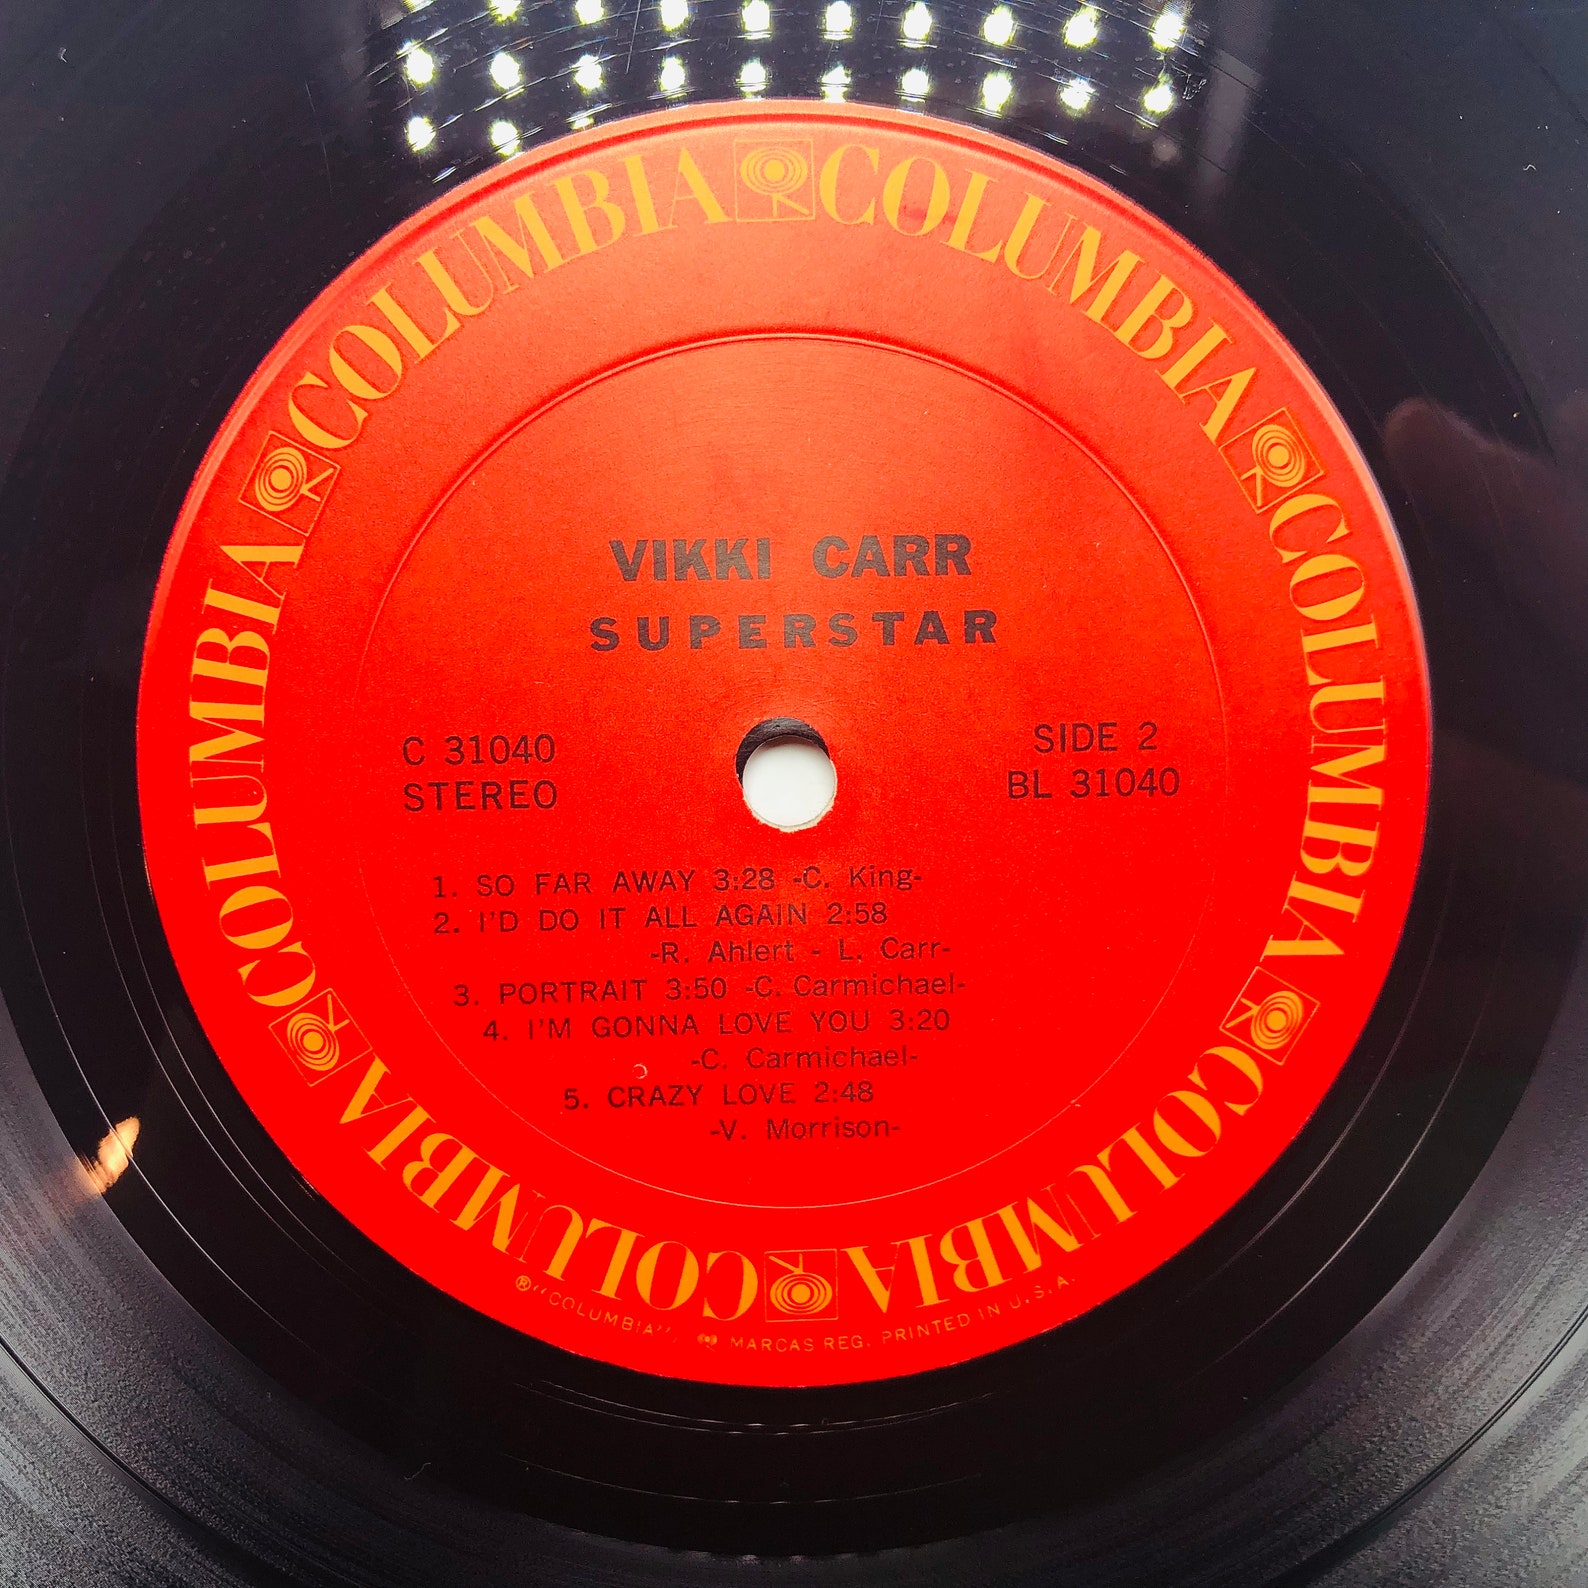 COLUMBIA COLUMBIA COLUMBIA COLUMBIA COLUMBIA COLUMBIA
VIKKI CARR
SUPERSTAR
C 31040
STEREO
SIDE 2
BL 31040
1. SO FAR AWAY 3:28 -C. King-
2. I'D DO IT ALL AGAIN 2:58
-R. Ahlert - L. Carr-
3. PORTRAIT 3:50 -C. Carmichael-
4. I'M GONNA LOVE YOU 3:20
-C. Carmichael-
5. CRAZY LOVE 2:48
-V. Morrison-
®"COLUMBIA", MARCAS REG. PRINTED IN U.S.A.